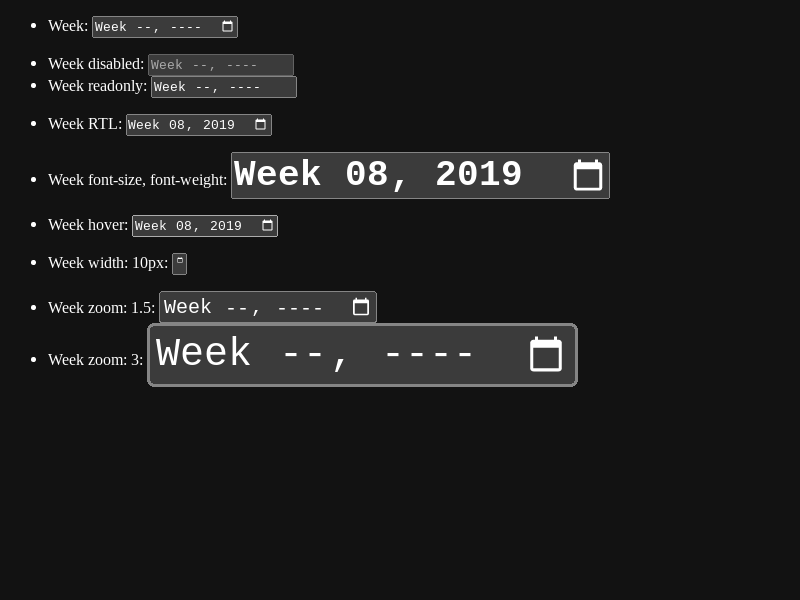 Week: Week --, ----
Week disabled: Week --, ----
Week readonly: Week --, ----
Week RTL: Week 08, 2019
Week font-size, font-weight: Week 08, 2019
Week hover: Week 08, 2019
Week width: 10px:
Week zoom: 1.5: Week --, ----
Week zoom: 3: Week --, ----